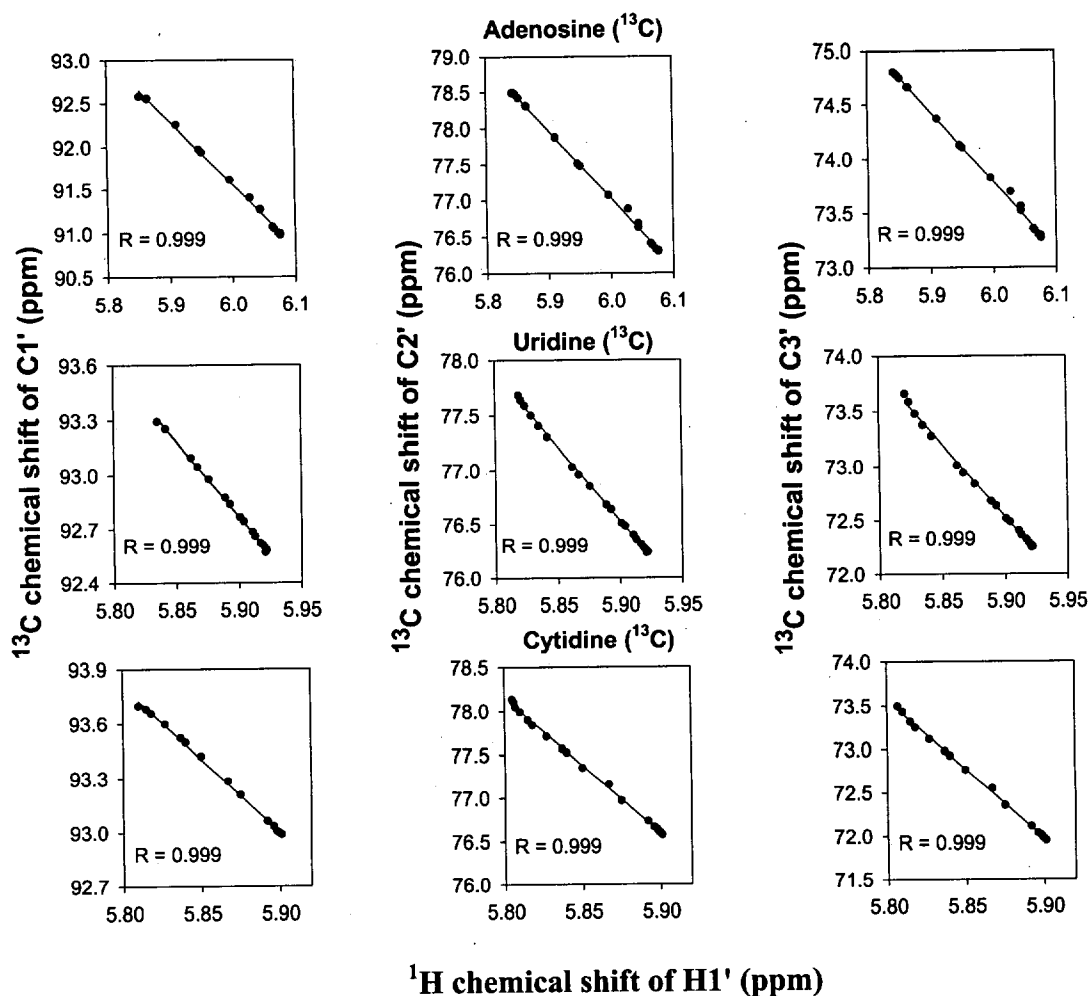 Adenosine (¹³C)
¹³C chemical shift of C1' (ppm)
¹³C chemical shift of C2' (ppm)
¹³C chemical shift of C3' (ppm)
93.0
92.5
92.0
91.5
91.0
90.5
R = 0.999
5.8 5.9 6.0 6.1
79.0
78.5
78.0
77.5
77.0
76.5
76.0
R = 0.999
5.8 5.9 6.0 6.1
75.0
74.5
74.0
73.5
73.0
R = 0.999
5.8 5.9 6.0 6.1
Uridine (¹³C)
93.6
93.3
93.0
92.7
92.4
R = 0.999
5.80 5.85 5.90 5.95
78.0
77.5
77.0
76.5
76.0
R = 0.999
5.80 5.85 5.90 5.95
74.0
73.5
73.0
72.5
72.0
R = 0.999
5.80 5.85 5.90 5.95
Cytidine (¹³C)
93.9
93.6
93.3
93.0
92.7
R = 0.999
5.80 5.85 5.90
78.5
78.0
77.5
77.0
76.5
76.0
R = 0.999
5.80 5.85 5.90
74.0
73.5
73.0
72.5
72.0
71.5
R = 0.999
5.80 5.85 5.90
¹H chemical shift of H1' (ppm)